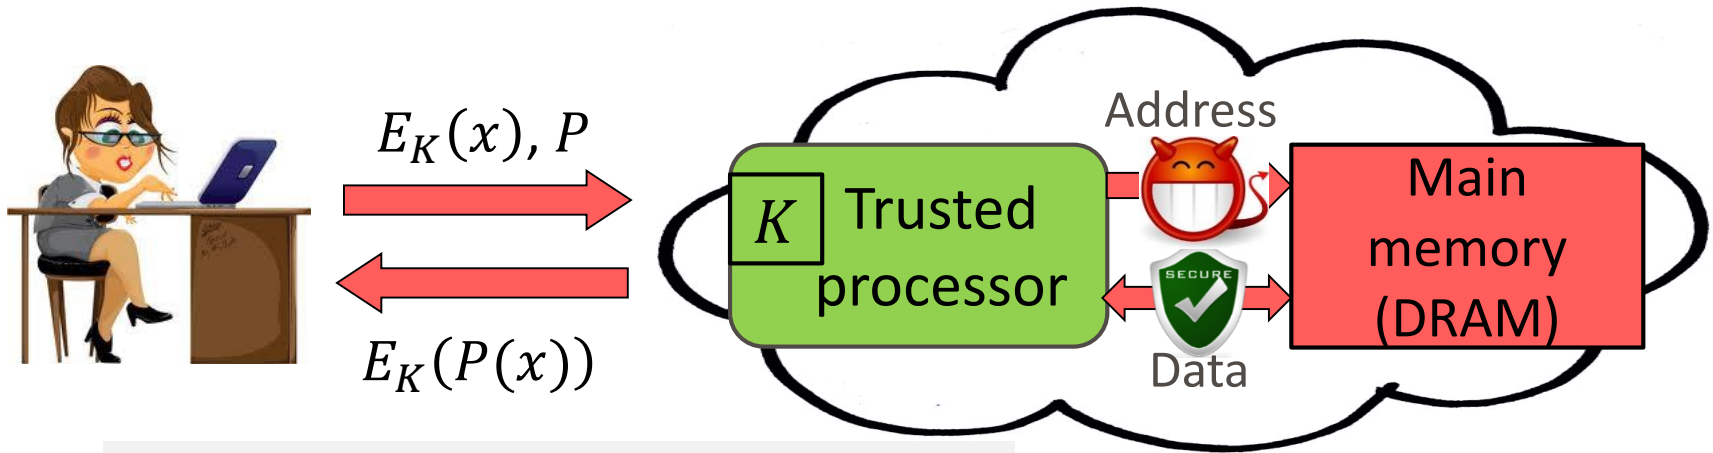 E_K(x), P
E_K(P(x))
K
Trusted
processor
Address
SECURE
Data
Main
memory
(DRAM)